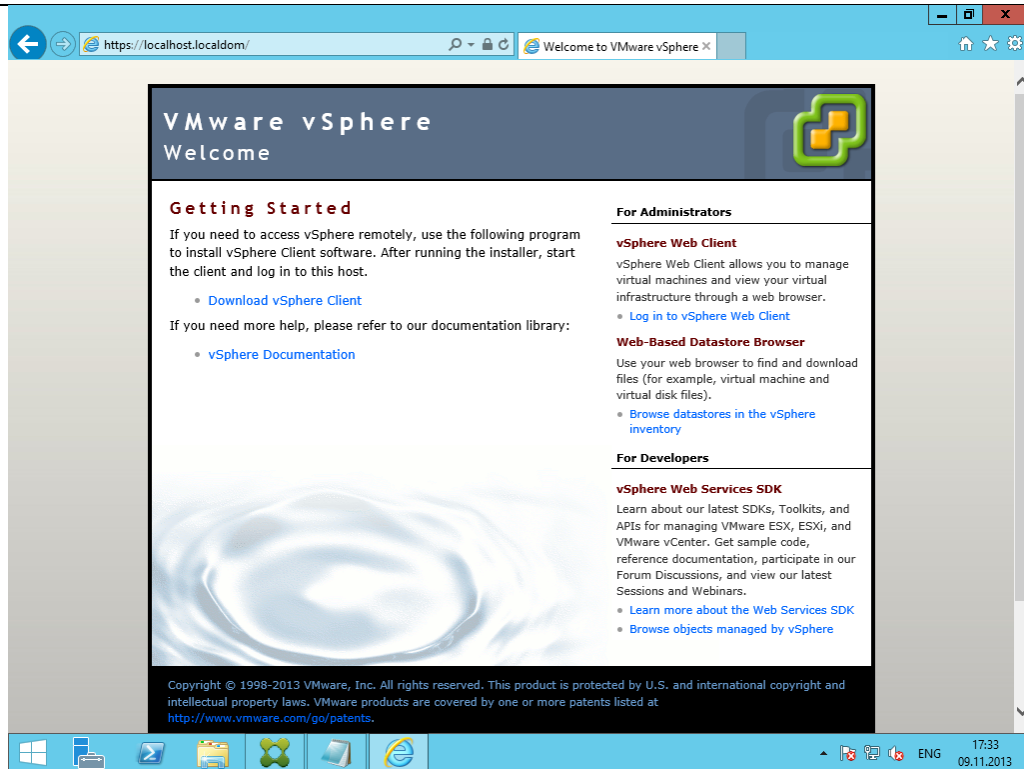 https://localhost.localdom/
Welcome to VMware vSphere
VMware vSphere
Welcome
Getting Started
If you need to access vSphere remotely, use the following program
to install vSphere Client software. After running the installer, start
the client and log in to this host.
Download vSphere Client
If you need more help, please refer to our documentation library:
vSphere Documentation
For Administrators
vSphere Web Client
vSphere Web Client allows you to manage
virtual machines and view your virtual
infrastructure through a web browser.
Log in to vSphere Web Client
Web-Based Datastore Browser
Use your web browser to find and download
files (for example, virtual machine and
virtual disk files).
Browse datastores in the vSphere
inventory
For Developers
vSphere Web Services SDK
Learn about our latest SDKs, Toolkits, and
APIs for managing VMware ESX, ESXi, and
VMware vCenter. Get sample code,
reference documentation, participate in our
Forum Discussions, and view our latest
Sessions and Webinars.
Learn more about the Web Services SDK
Browse objects managed by vSphere
Copyright © 1998-2013 VMware, Inc. All rights reserved. This product is protected by U.S. and international copyright and
intellectual property laws. VMware products are covered by one or more patents listed at
http://www.vmware.com/go/patents.
ENG
17:33
09.11.2013